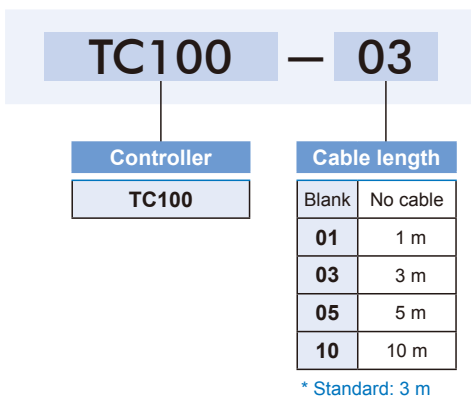 TC100 — 03
Controller
TC100
Cable length
Blank No cable
01 1 m
03 3 m
05 5 m
10 10 m
* Standard: 3 m